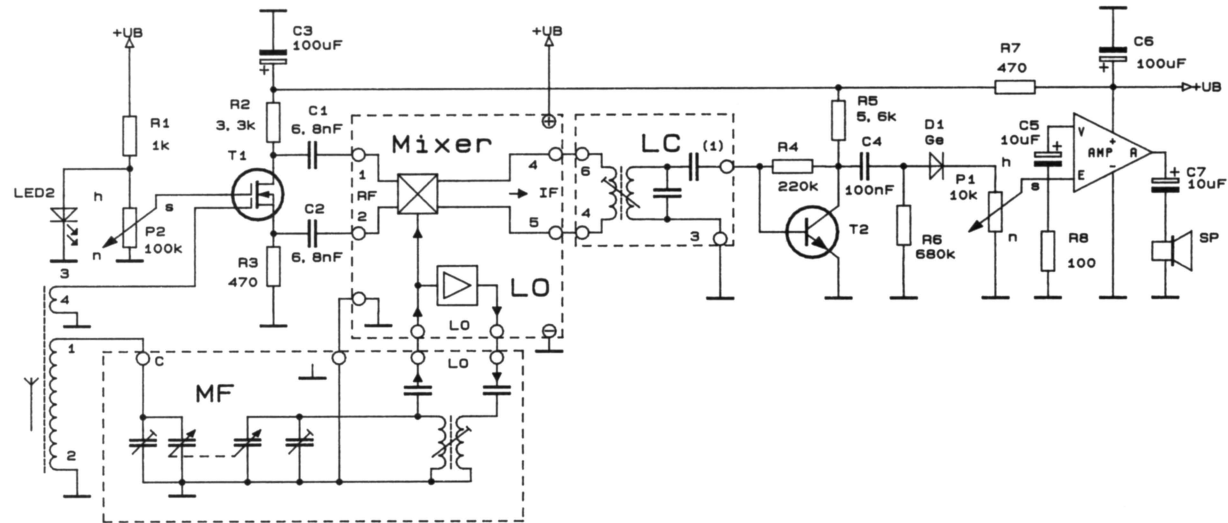 +UB
C3
100uF
+
R1
1k
R2
3,3k
C1
6,8nF
T1
LED2
h
s
n
P2
100k
R3
470
C2
6,8nF
3
4
1
2
+UB
Mixer
1
RF
2
4
IF
5
LO
LO
C
LO
MF
LC
6
4
(1)
3
R4
220k
R5
5,6k
C4
100nF
T2
D1
Ge
R6
680k
R7
470
C6
100uF
+
+UB
C5
10uF
+
h
s
n
P1
10k
R8
100
V
E
AMP
A
+
-
C7
10uF
+
SP